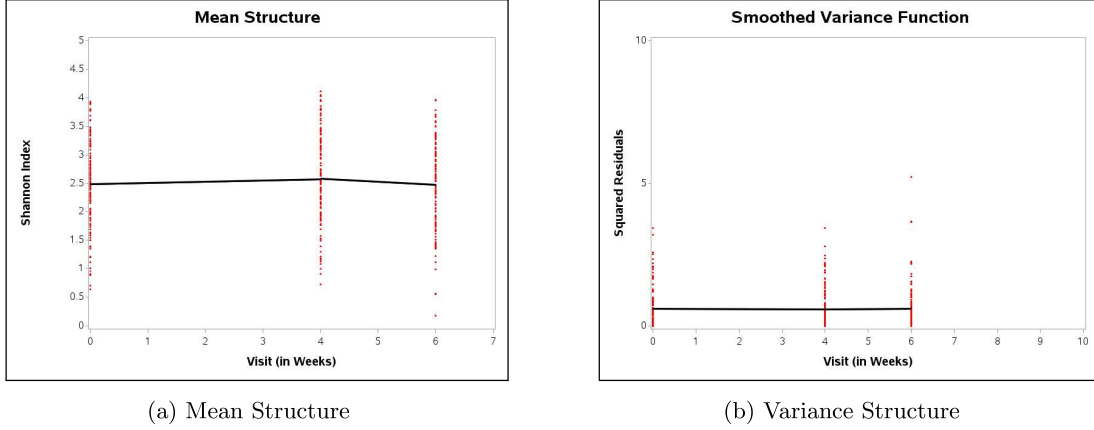 Mean Structure
5
4.5
4
3.5
3
2.5
2
1.5
1
0.5
0
Shannon Index
0 1 2 3 4 5 6 7
Visit (in Weeks)
(a) Mean Structure
Smoothed Variance Function
10
5
0
Squared Residuals
0 1 2 3 4 5 6 7 8 9 10
Visit (in Weeks)
(b) Variance Structure